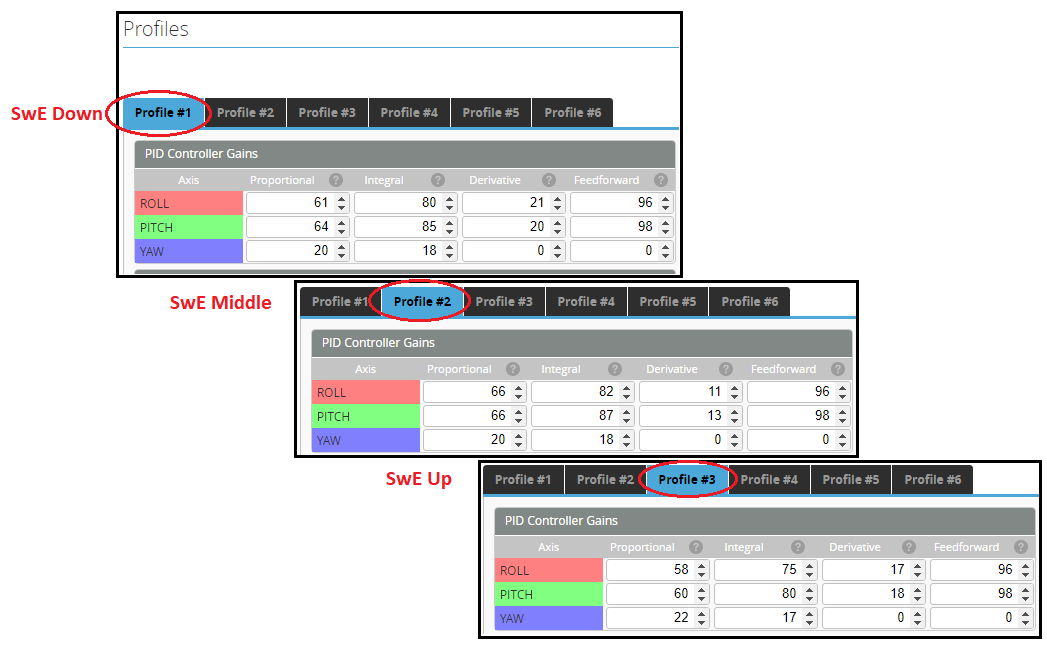 Profiles
SwE Down
Profile #1 Profile #2 Profile #3 Profile #4 Profile #5 Profile #6
PID Controller Gains
Axis Proportional ? Integral ? Derivative ? Feedforward ?
ROLL 61 80 21 96
PITCH 64 85 20 98
YAW 20 18 0 0
SwE Middle
Profile #1 Profile #2 Profile #3 Profile #4 Profile #5 Profile #6
PID Controller Gains
Axis Proportional ? Integral ? Derivative ? Feedforward ?
ROLL 66 82 11 96
PITCH 66 87 13 98
YAW 20 18 0 0
SwE Up
Profile #1 Profile #2 Profile #3 Profile #4 Profile #5 Profile #6
PID Controller Gains
Axis Proportional ? Integral ? Derivative ? Feedforward ?
ROLL 58 75 17 96
PITCH 60 80 18 98
YAW 22 17 0 0